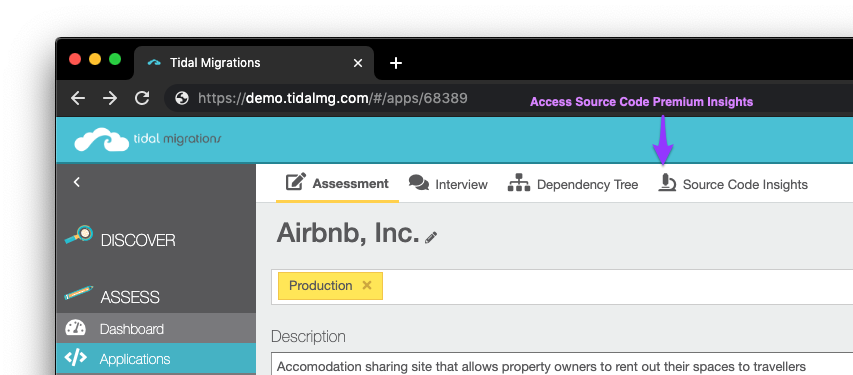 Tidal Migrations
https://demo.tidalmg.com/#/apps/68389
Access Source Code Premium Insights
tidal migrations
Assessment Interview Dependency Tree Source Code Insights
DISCOVER
Airbnb, Inc.
Production
ASSESS
Dashboard
Description
Applications
Accomodation sharing site that allows property owners to rent out their spaces to travellers